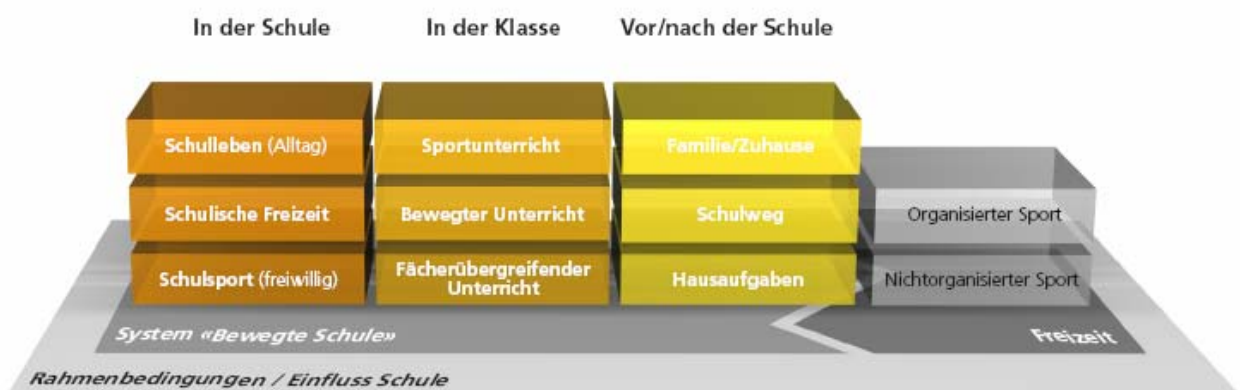 In der Schule
In der Klasse
Vor/nach der Schule
Schulleben (Alltag)
Sportunterricht
Familie/Zuhause
Schulische Freizeit
Bewegter Unterricht
Schulweg
Organisierter Sport
Schulsport (freiwillig)
Fächerübergreifender
Unterricht
Hausaufgaben
Nichtorganisierter Sport
System «Bewegte Schule»
Freizeit
Rahmenbedingungen / Einfluss Schule